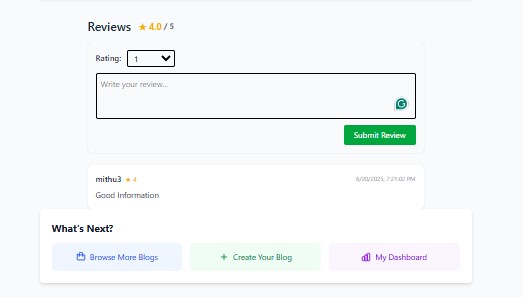 Reviews ★ 4.0 / 5
Rating: 1
Write your review...
Submit Review
mithu3 ★ 4 6/20/2025, 7:21:02 PM
Good Information
What's Next?
Browse More Blogs + Create Your Blog My Dashboard